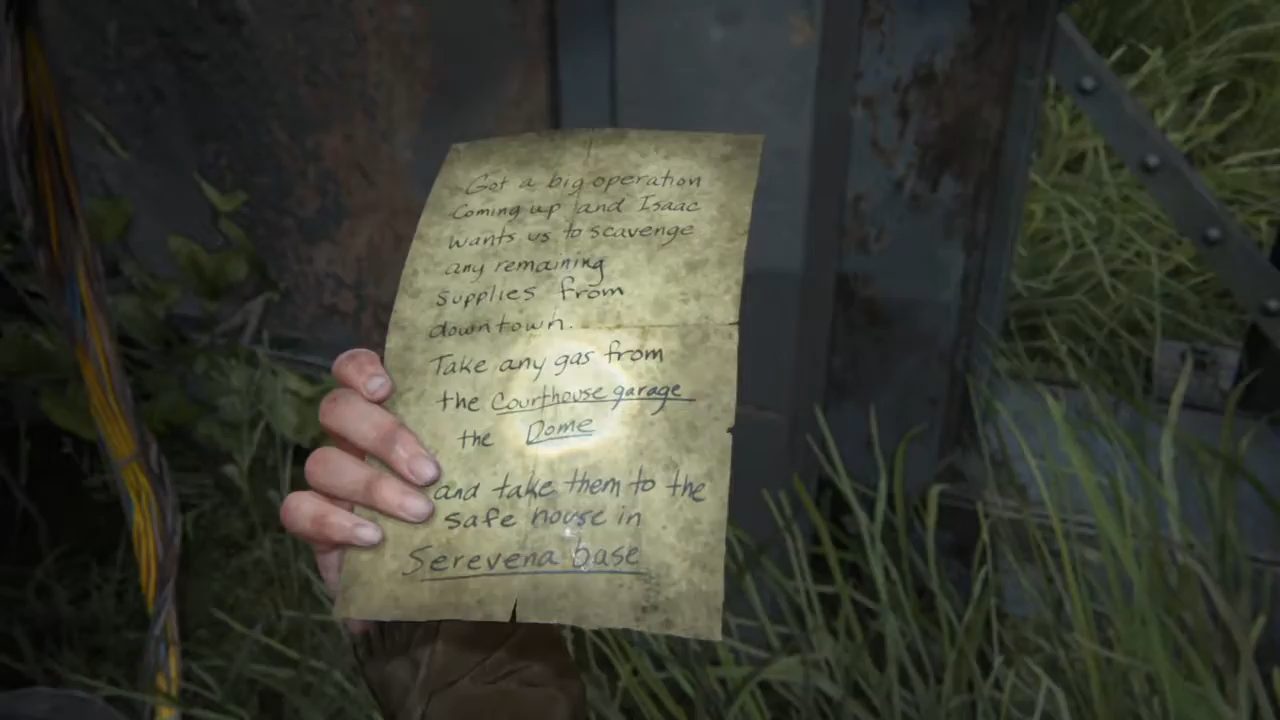 Got a big operation
Coming up and Isaac
wants us to scavenge
any remaining
supplies from
downtown.
Take any gas from
the Courthouse garage
the Dome
and take them to the
safe house in
Serevena base